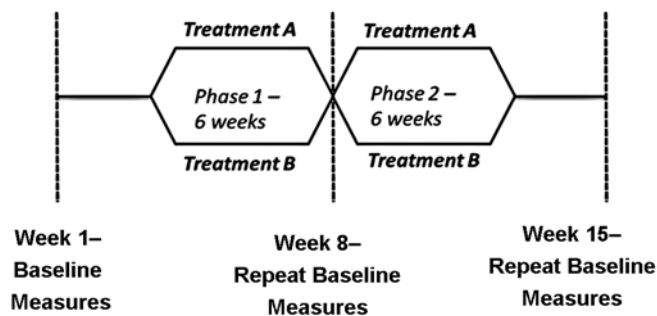 Treatment A
Treatment A
Phase 1 –
6 weeks
Phase 2 –
6 weeks
Treatment B
Treatment B
Week 1–
Baseline
Measures
Week 8–
Repeat Baseline
Measures
Week 15–
Repeat Baseline
Measures